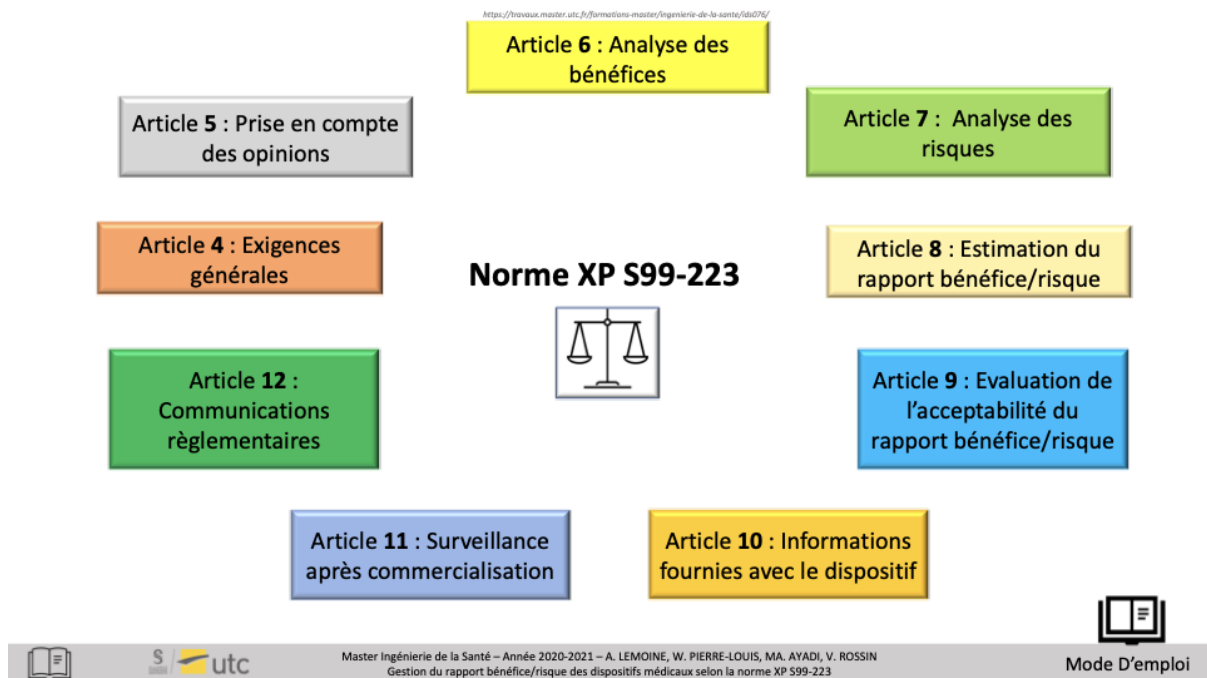 https://travaux.master.utc.fr/formations-master/ingenierie-de-la-sante/ids076/
Article 6 : Analyse des
bénéfices
Article 5 : Prise en compte
des opinions
Article 7 : Analyse des
risques
Article 4 : Exigences
générales
Norme XP S99-223
Article 8 : Estimation du
rapport bénéfice/risque
Article 12 :
Communications
règlementaires
Article 9 : Evaluation de
l'acceptabilité du
rapport bénéfice/risque
Article 11 : Surveillance
après commercialisation
Article 10 : Informations
fournies avec le dispositif
S
utc
Master Ingénierie de la Santé – Année 2020-2021 – A. LEMOINE, W. PIERRE-LOUIS, MA. AYADI, V. ROSSIN
Gestion du rapport bénéfice/risque des dispositifs médicaux selon la norme XP S99-223
Mode D'emploi